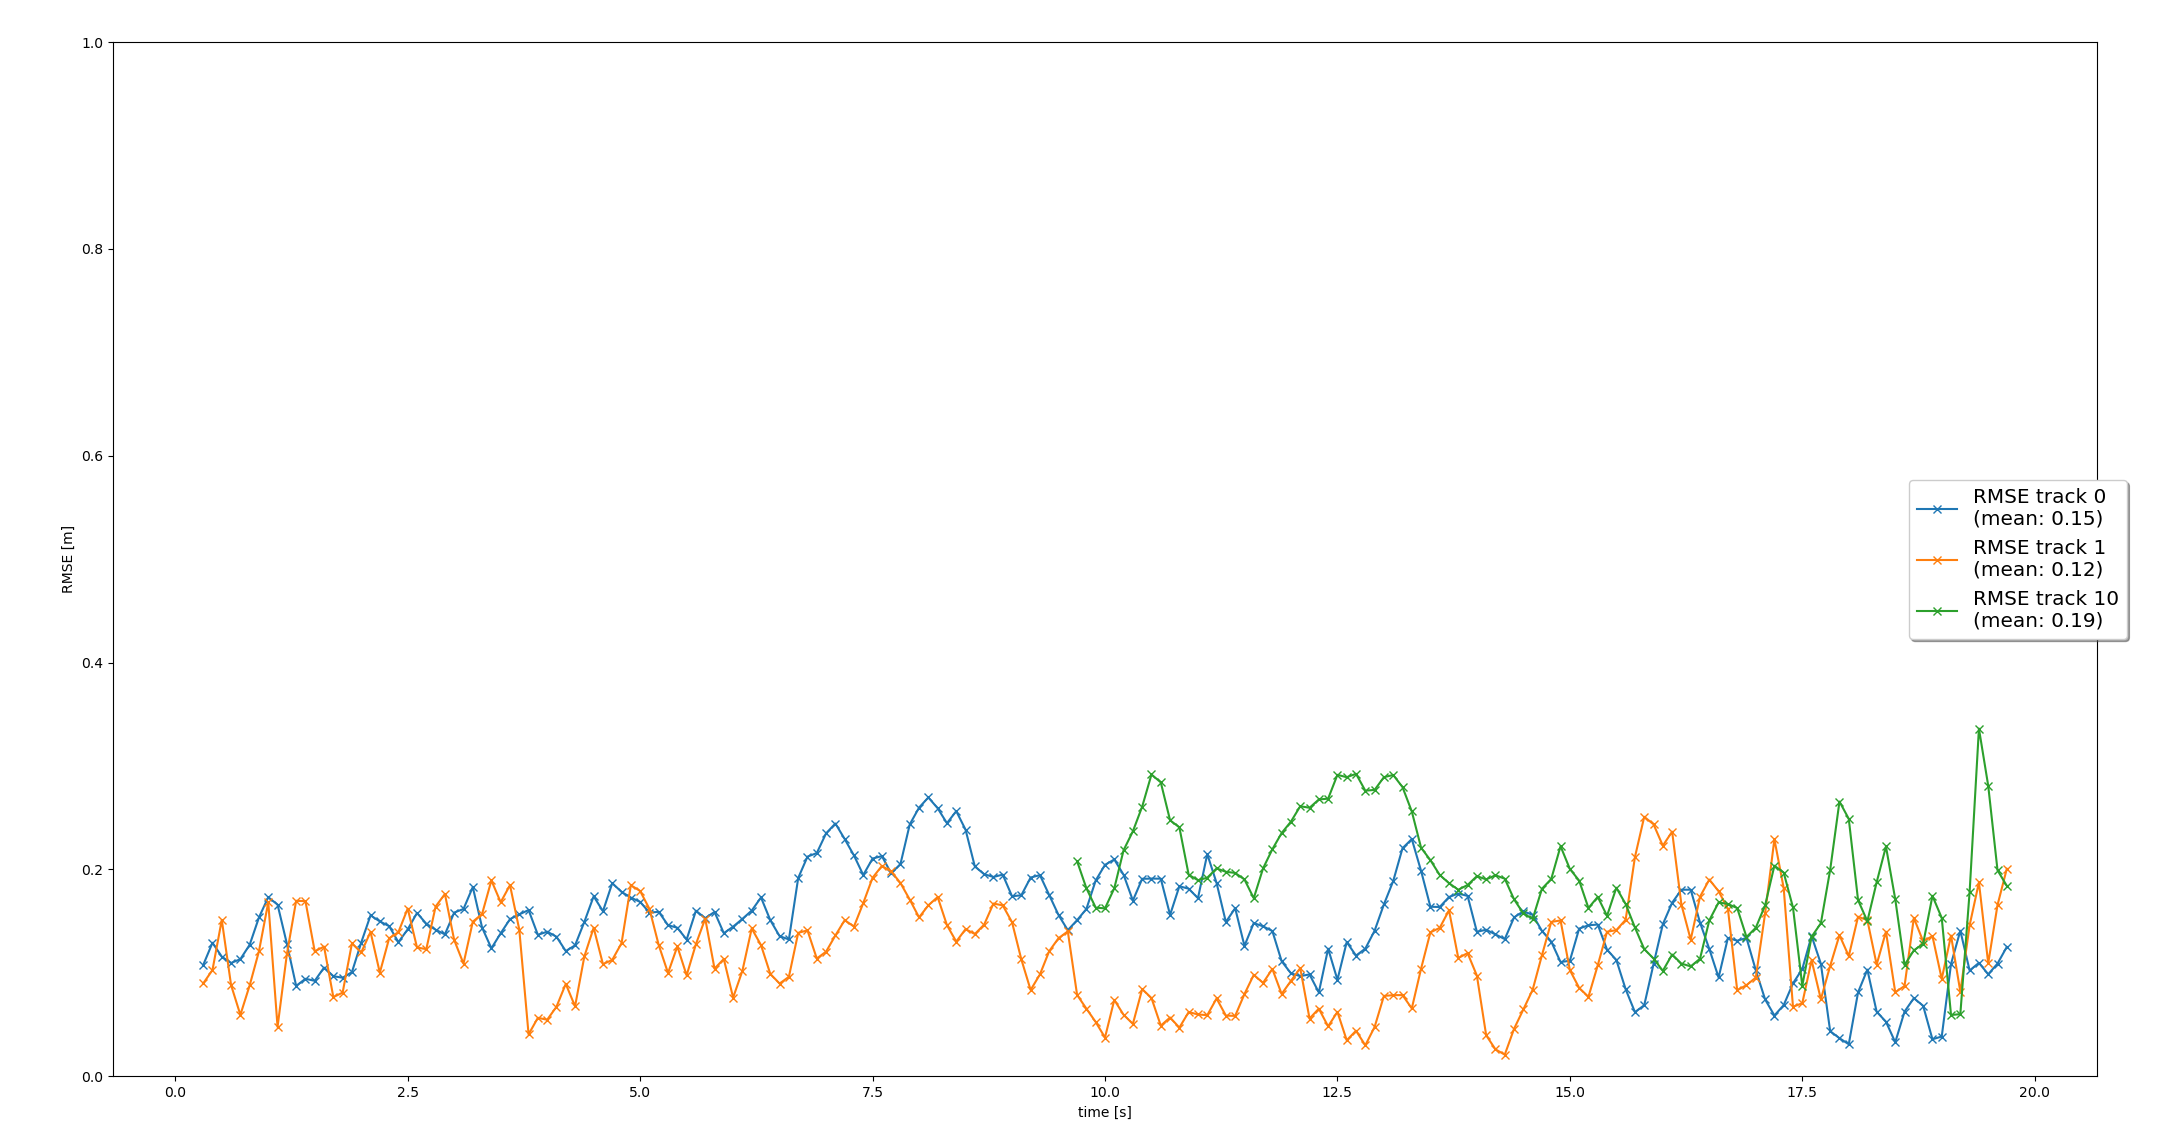 1.0
0.8
0.6
0.4
0.2
0.0
RMSE [m]
0.0 2.5 5.0 7.5 10.0 12.5 15.0 17.5 20.0
time [s]
RMSE track 0
(mean: 0.15)
RMSE track 1
(mean: 0.12)
RMSE track 10
(mean: 0.19)